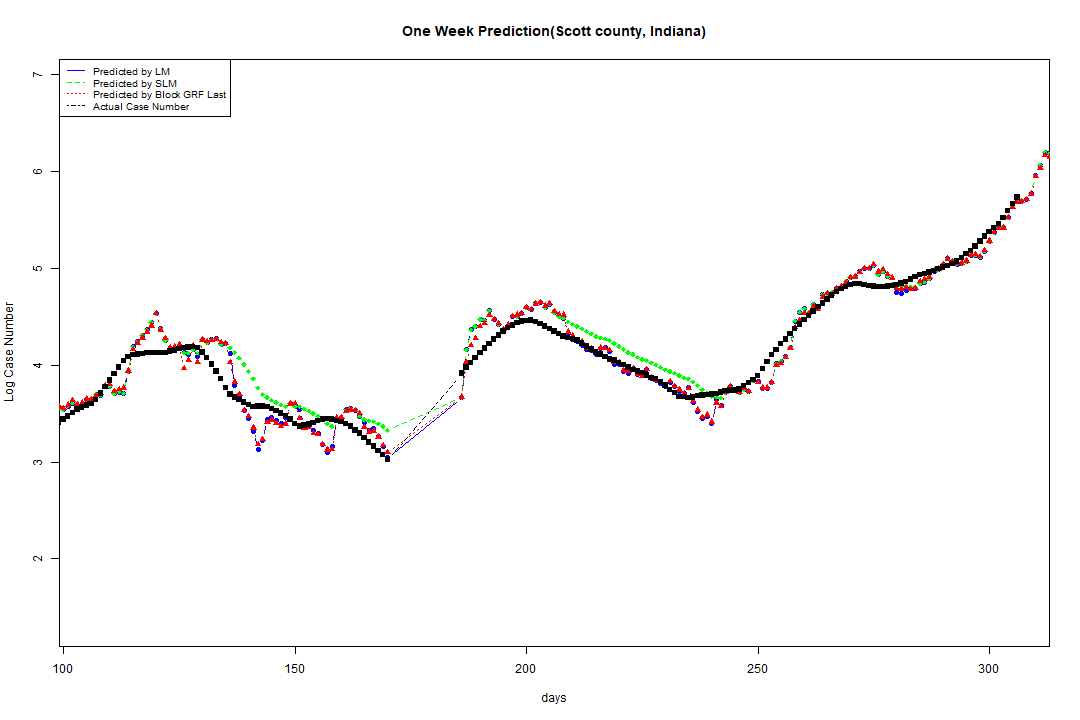 One Week Prediction(Scott county, Indiana)
Predicted by LM
Predicted by SLM
Predicted by Block GRF Last
Actual Case Number
7
6
5
4
3
2
Log Case Number
100 150 200 250 300
days